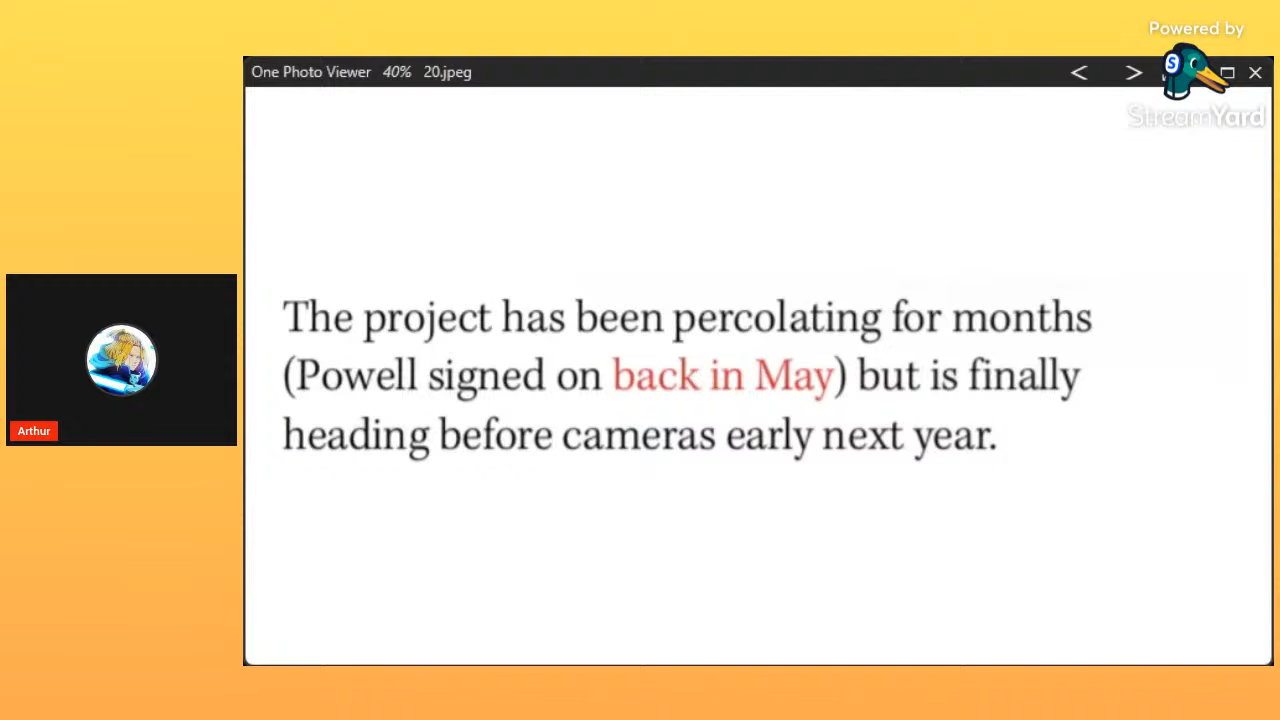 Powered by
One Photo Viewer 40% 20.jpeg
StreamYard
The project has been percolating for months
(Powell signed on back in May) but is finally
heading before cameras early next year.
Arthur